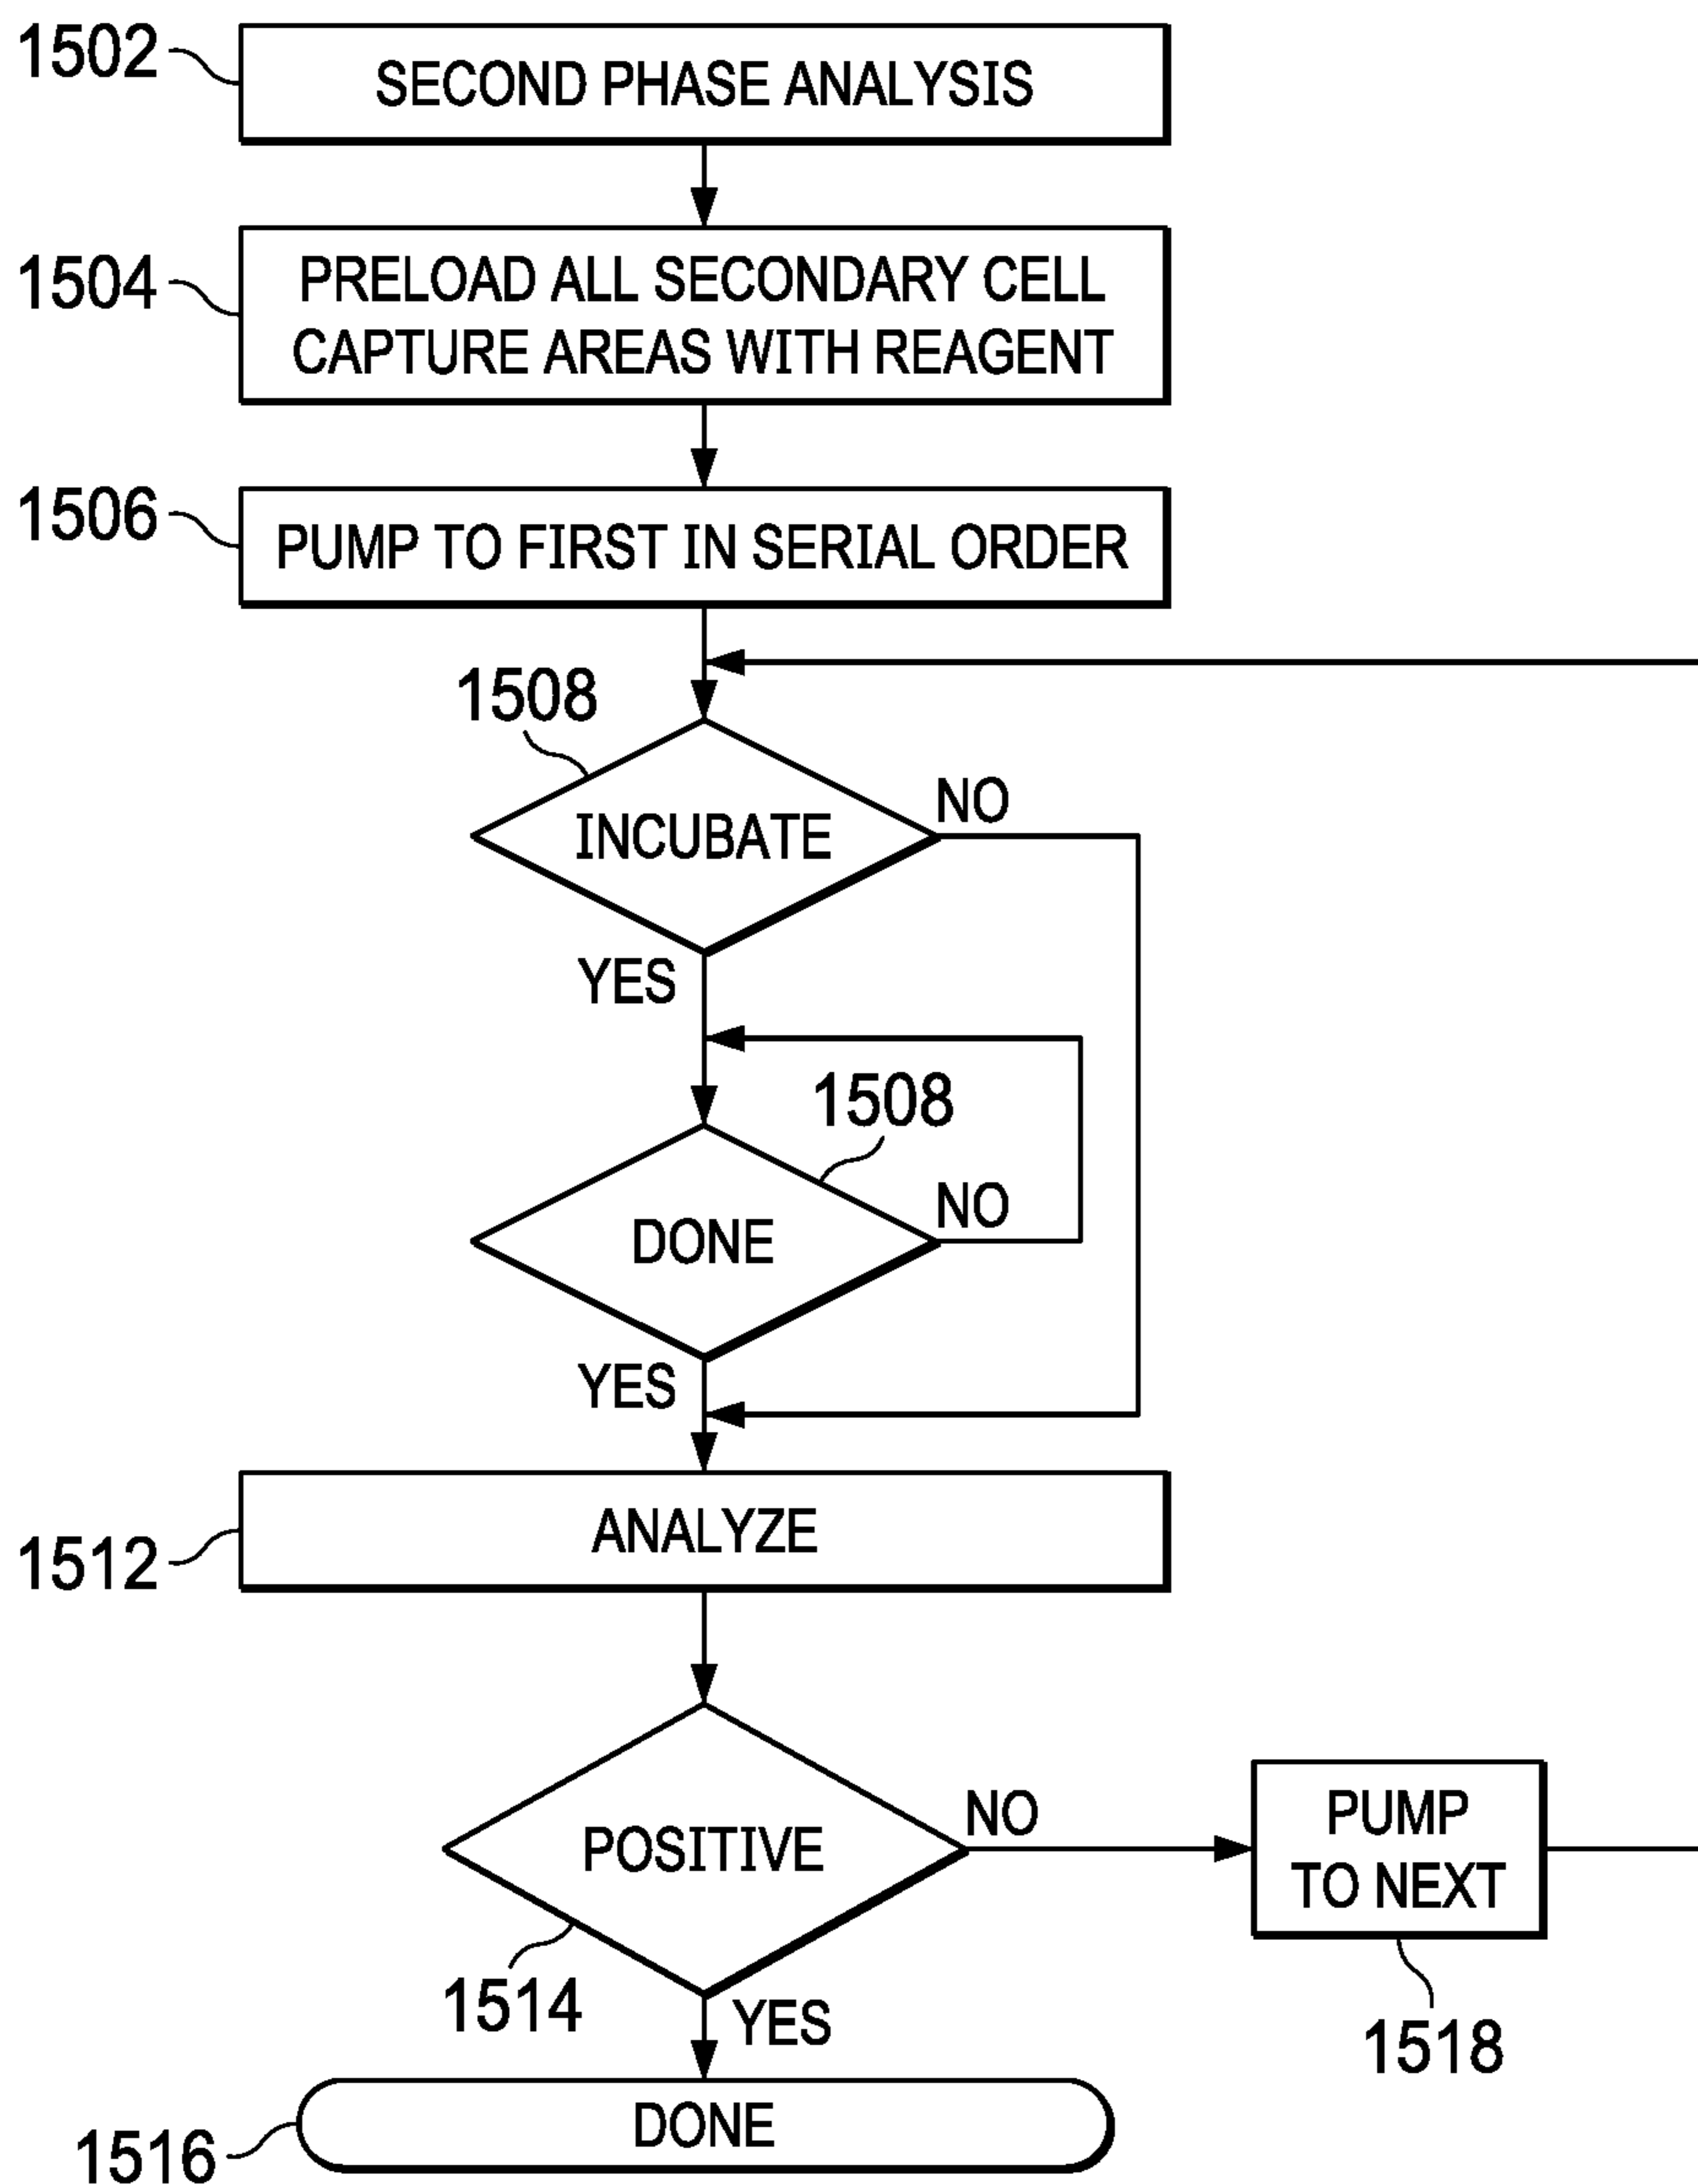 1502
SECOND PHASE ANALYSIS
1504
PRELOAD ALL SECONDARY CELL
CAPTURE AREAS WITH REAGENT
1506
PUMP TO FIRST IN SERIAL ORDER
1508
INCUBATE
NO
YES
1508
DONE
NO
YES
1512
ANALYZE
POSITIVE
NO
PUMP
TO NEXT
1514
YES
1518
1516
DONE